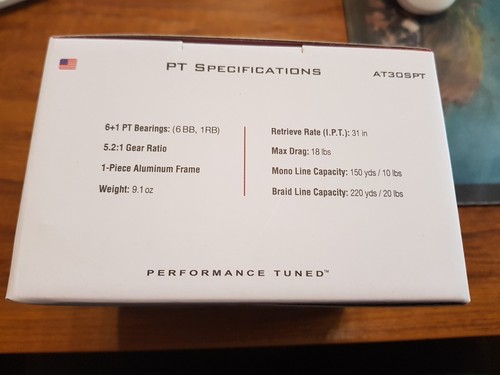 PT SPECIFICATIONS
AT30SPT
6+1 PT Bearings: (6 BB, 1RB)
5.2:1 Gear Ratio
1-Piece Aluminum Frame
Weight: 9.1 oz
Retrieve Rate (I.P.T.): 31 in
Max Drag: 18 lbs
Mono Line Capacity: 150 yds / 10 lbs
Braid Line Capacity: 220 yds / 20 lbs
PERFORMANCE TUNED™